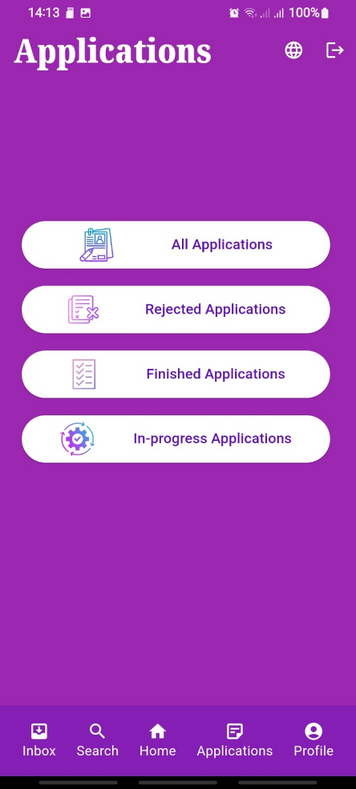 14:13 100%
Applications
All Applications
Rejected Applications
Finished Applications
In-progress Applications
Inbox Search Home Applications Profile